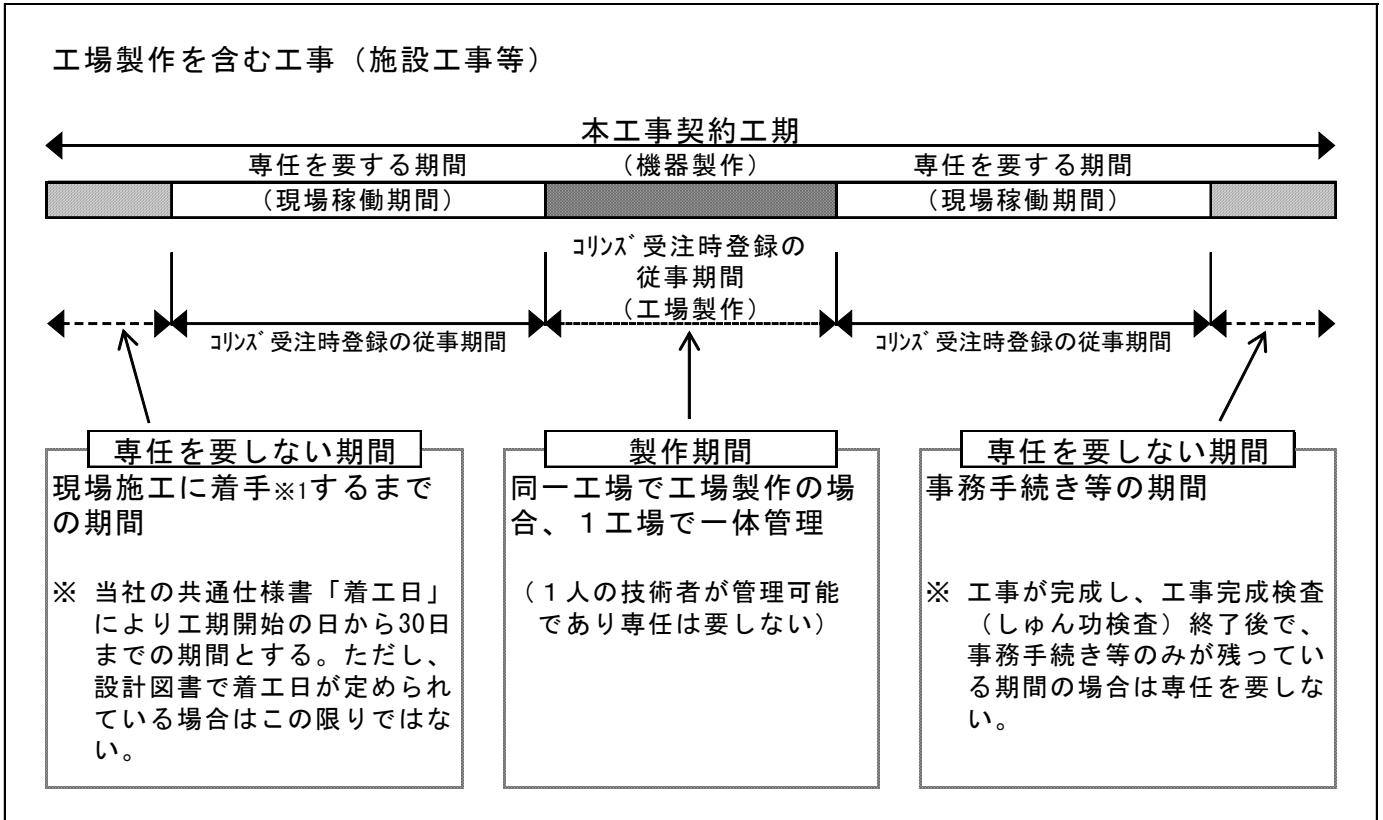 工場製作を含む工事（施設工事等）
本工事契約工期
専任を要する期間
（機器製作）
専任を要する期間
（現場稼働期間）
（現場稼働期間）
ｺﾘﾝｽﾞ受注時登録の
従事期間
（工場製作）
ｺﾘﾝｽﾞ受注時登録の従事期間
ｺﾘﾝｽﾞ受注時登録の従事期間
専任を要しない期間
現場施工に着手※1するまで
の期間
※ 当社の共通仕様書「着工日」
により工期開始の日から30日
までの期間とする。ただし、
設計図書で着工日が定められ
ている場合はこの限りではな
い。
製作期間
同一工場で工場製作の場
合、１工場で一体管理
（１人の技術者が管理可能
であり専任は要しない）
専任を要しない期間
事務手続き等の期間
※ 工事が完成し、工事完成検査
（しゅん功検査）終了後で、
事務手続き等のみが残ってい
る期間の場合は専任を要しな
い。